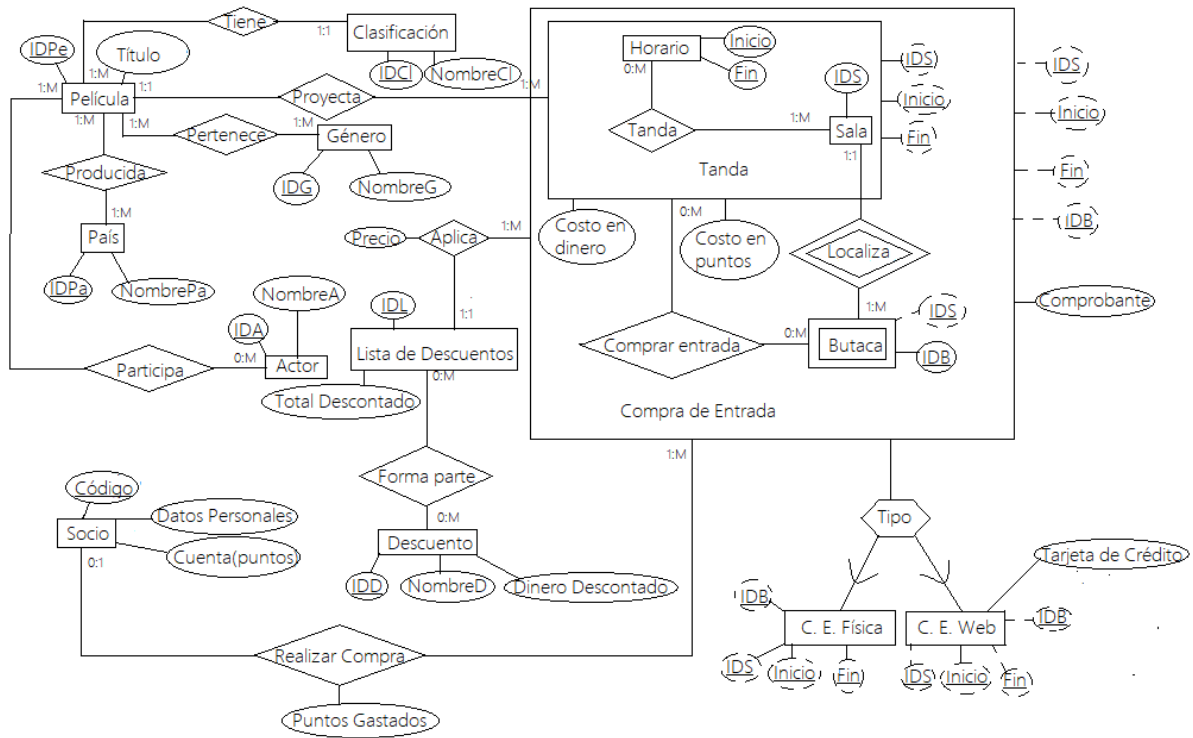 Tiene
1:1
Clasificación
IDPe
Título
IDCl
NombreCl
1:M
1:M
1:1
Película
Proyecta
1:M
1:M
1:M
Pertenece
1:M
Género
Producida
IDG
NombreG
1:M
País
IDPa
NombrePa
Horario
Inicio
Fin
0:M
IDS
Tanda
1:M
Sala
1:1
Tanda
IDS
Inicio
Fin
IDS
Inicio
Fin
IDB
Precio
Aplica
1:M
1:1
Costo en
dinero
0:M
Costo en
puntos
Localiza
1:M
IDS
Comprobante
NombreA
IDA
0:M
Actor
Participa
IDL
Lista de Descuentos
0:M
Total Descontado
Comprar entrada
0:M
Butaca
IDB
Compra de Entrada
1:M
Forma parte
0:M
Descuento
IDD
NombreD
Dinero Descontado
Código
Socio
0:1
Datos Personales
Cuenta(puntos)
Tipo
Tarjeta de Crédito
IDB
C. E. Física
IDS
Inicio
Fin
C. E. Web
IDB
IDS
Inicio
Fin
Realizar Compra
Puntos Gastados